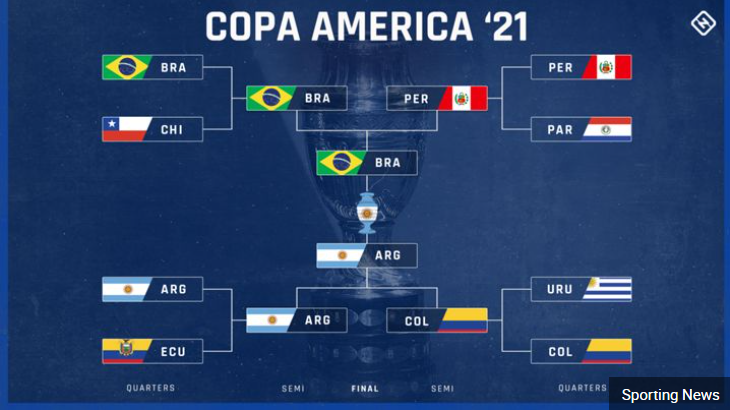 COPA AMERICA ‘21
BRA
PER
BRA
PER
CHI
PAR
BRA
ARG
ARG
URU
ARG
COL
ECU
COL
QUARTERS
SEMI
FINAL
SEMI
QUARTERS
Sporting News